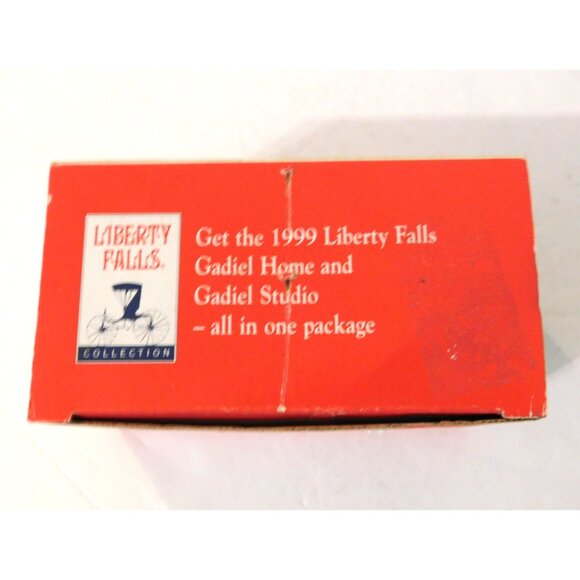 LIBERTY
FALLS
COLLECTION
Get the 1999 Liberty Falls
Gadiel Home and
Gadiel Studio
– all in one package